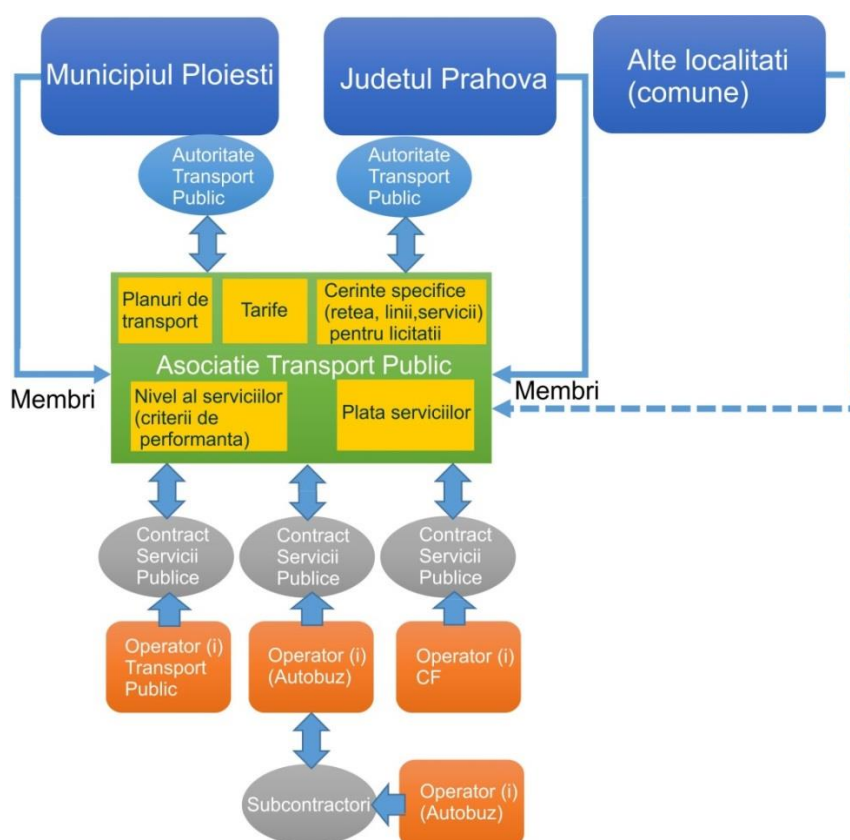 Municipiul Ploiesti
Judetul Prahova
Alte localitati
(comune)
Autoritate
Transport
Public
Autoritate
Transport
Public
Planuri de
transport
Tarife
Cerinte specifice
(retea, linii,servicii)
pentru licitatii
Asociatie Transport Public
Membri
Membri
Nivel al serviciilor
(criterii de
performanta)
Plata serviciilor
Contract
Servicii
Publice
Contract
Servicii
Publice
Contract
Servicii
Publice
Operator (i)
Transport
Public
Operator (i)
(Autobuz)
Operator (i)
CF
Subcontractori
Operator (i)
(Autobuz)